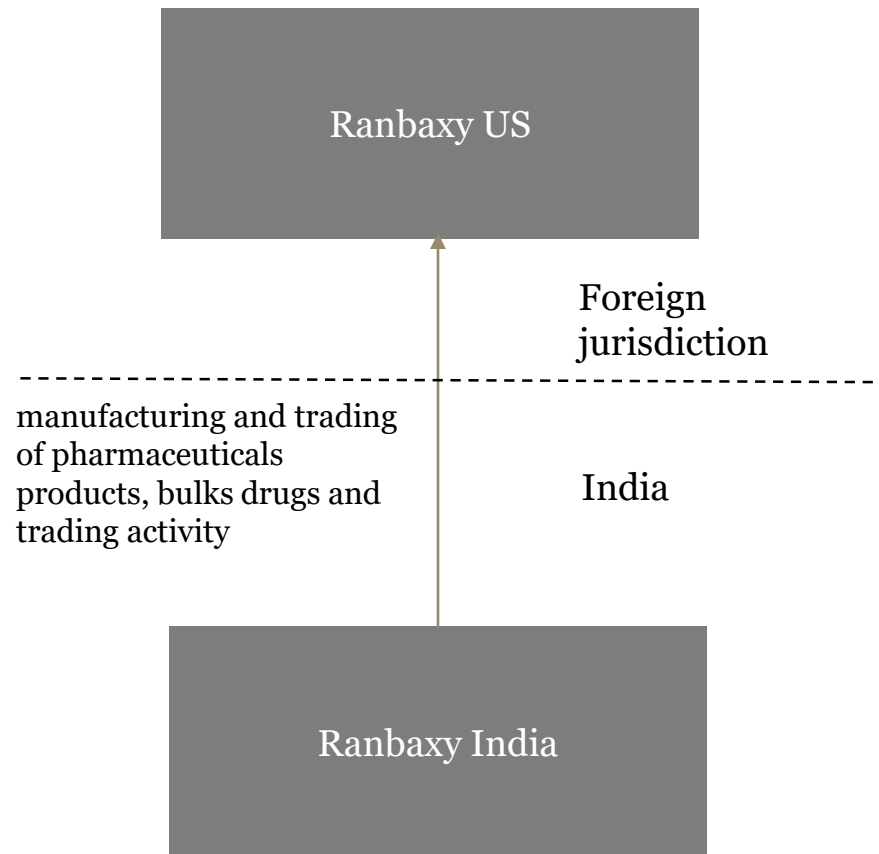 Ranbaxy US
Foreign
jurisdiction
manufacturing and trading
of pharmaceuticals
products, bulks drugs and
trading activity
India
Ranbaxy India